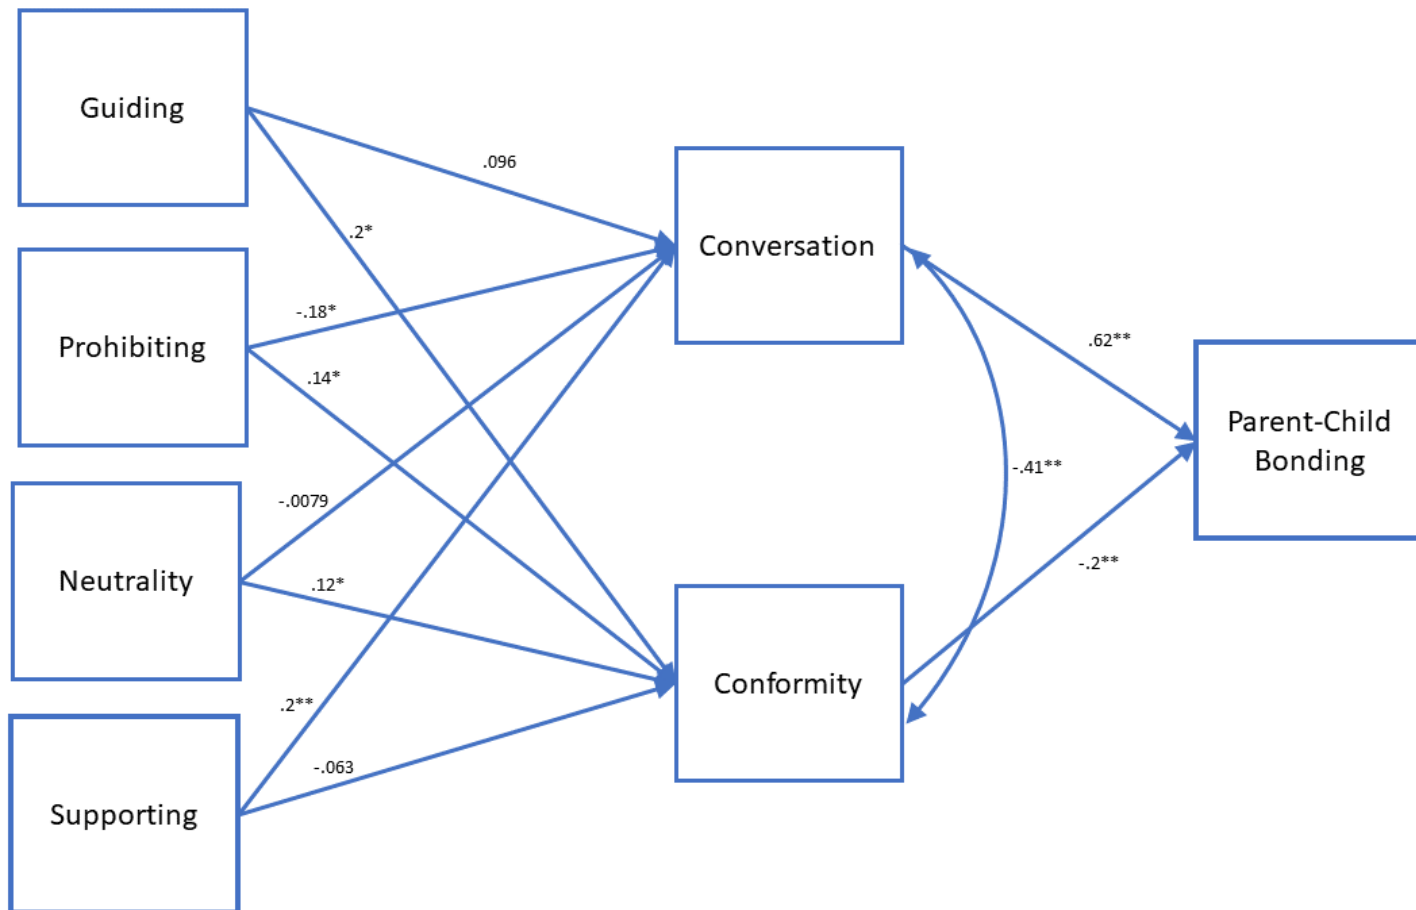 Guiding
.096
Conversation
.2*
-.18*
Prohibiting
.14*
.62**
Parent-Child
Bonding
-.41**
-.0079
Neutrality
.12*
-.2**
Conformity
.2**
-.063
Supporting